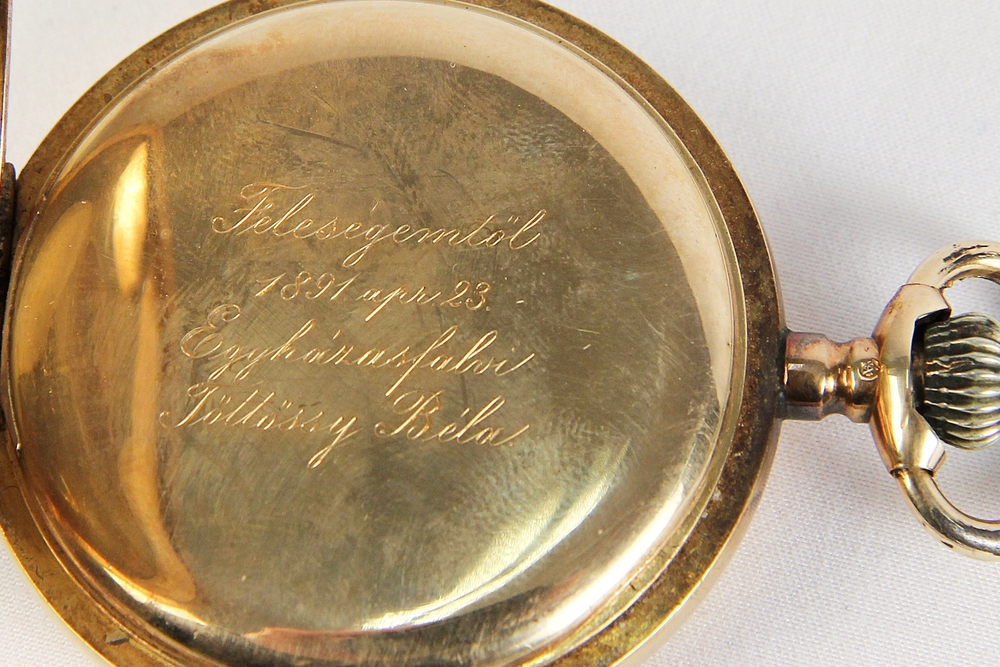 Feleségemtől
1891 apr 23.
Egyházasfalvi
Töttössy Béla